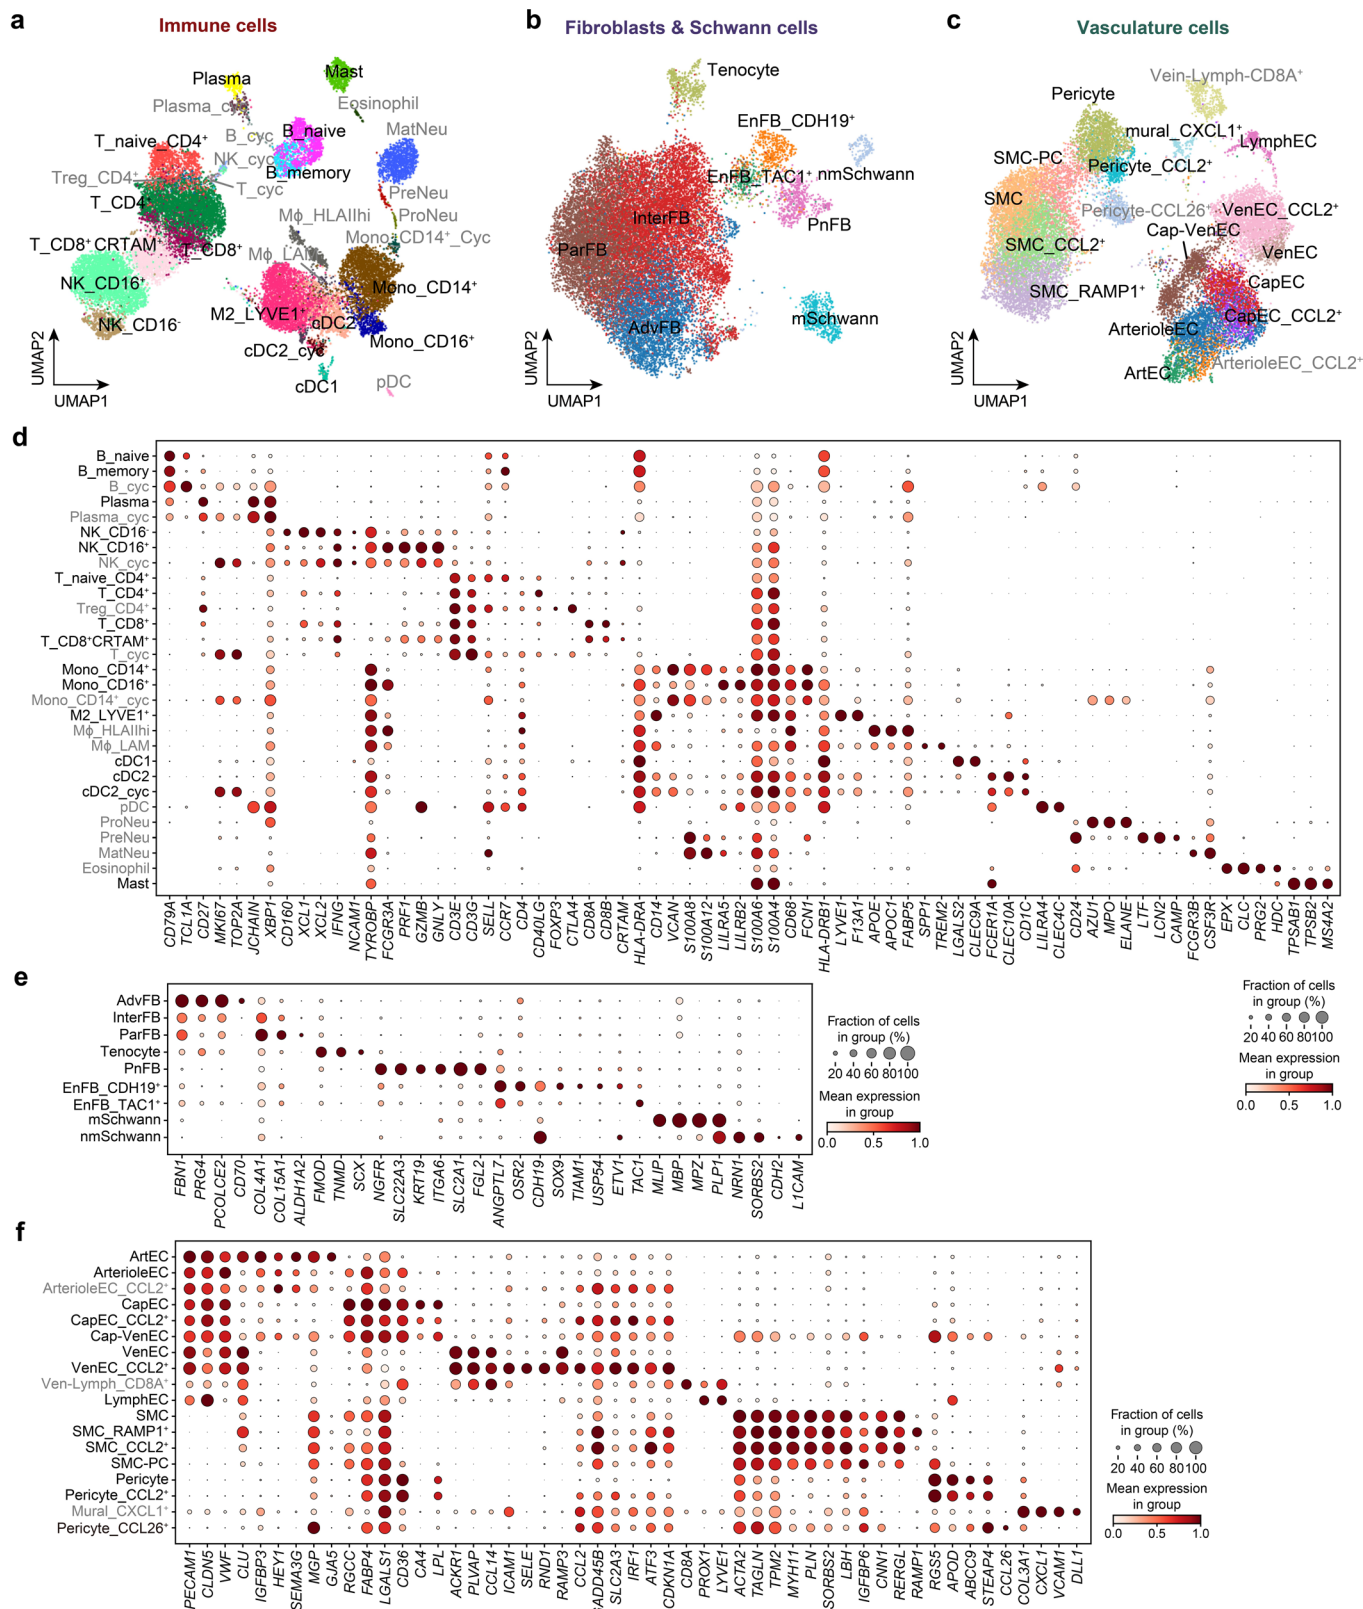 a
Immune cells
Plasma
Mast
Plasma_cyc
Eosinophil
B_cyc
B_naive
MatNeu
T_naive_CD4⁺
NK_cyc
B_memory
Treg_CD4⁺
T_cyc
PreNeu
T_CD4⁺
Mϕ_HLAIIhi
ProNeu
T_CD8⁺CRTAM⁺
T_CD8⁺
Mono_CD14⁺_Cyc
Mϕ_LAM
NK_CD16⁺
Mono_CD14⁺
M2_LYVE1⁺
cDC2
NK_CD16⁻
Mono_CD16⁺
cDC2_cyc
cDC1
pDC
UMAP2
UMAP1
b
Fibroblasts & Schwann cells
Tenocyte
EnFB_CDH19⁺
EnFB_TAC1⁺
nmSchwann
InterFB
PnFB
ParFB
AdvFB
mSchwann
UMAP2
UMAP1
c
Vasculature cells
Vein-Lymph-CD8A⁺
Pericyte
mural_CXCL1⁺
LymphEC
SMC-PC
Pericyte_CCL2⁺
SMC
Pericyte-CCL26⁺
VenEC_CCL2⁺
Cap-VenEC
SMC_CCL2⁺
VenEC
CapEC
SMC_RAMP1⁺
CapEC_CCL2⁺
ArterioleEC
ArterioleEC_CCL2⁺
ArtEC
UMAP2
UMAP1
d
B_naive
B_memory
B_cyc
Plasma
Plasma_cyc
NK_CD16⁻
NK_CD16⁺
NK_cyc
T_naive_CD4⁺
T_CD4⁺
Treg_CD4⁺
T_CD8⁺
T_CD8⁺CRTAM⁺
T_cyc
Mono_CD14⁺
Mono_CD16⁺
Mono_CD14⁺_cyc
M2_LYVE1⁺
Mϕ_HLAIIhi
Mϕ_LAM
cDC1
cDC2
cDC2_cyc
pDC
ProNeu
PreNeu
MatNeu
Eosinophil
Mast
CD79A TCL1A CD27 MKI67 TOP2A JCHAIN XBP1 CD160 XCL1 XCL2 IFNG NCAM1 TYROBP FCGR3A PRF1 GZMB GNLY CD3E CD3G SELL CCR7 CD4 CD40LG FOXP3 CTLA4 CD8A CD8B CRTAM HLA-DRA CD14 VCAN S100A8 S100A12 LILRA5 LILRB2 S100A6 S100A4 CD68 FCN1 HLA-DRB1 LYVE1 F13A1 APOE APOC1 FABP5 SPP1 TREM2 LGALS2 CLEC9A FCER1A CLEC10A CD1C LILRA4 CLEC4C CD24 AZU1 MPO ELANE LTF LCN2 CAMP FCGR3B CSF3R EPX CLC PRG2 HDC TPSAB1 TPSB2 MS4A2
Fraction of cells
in group (%)
20 40 60 80 100
Mean expression
in group
0.0 0.5 1.0
e
AdvFB
InterFB
ParFB
Tenocyte
PnFB
EnFB_CDH19⁺
EnFB_TAC1⁺
mSchwann
nmSchwann
FBN1 PRG4 PCOLCE2 CD70 COL4A1 COL15A1 ALDH1A2 FMOD TNMD SCX NGFR SLC22A3 KRT19 ITGA6 SLC2A1 FGL2 ANGPTL7 OSR2 CDH19 SOX9 TIAM1 USP54 ETV1 TAC1 MLIP MBP MPZ PLP1 NRN1 SORBS2 CDH2 L1CAM
Fraction of cells
in group (%)
20 40 60 80 100
Mean expression
in group
0.0 0.5 1.0
f
ArtEC
ArterioleEC
ArterioleEC_CCL2⁺
CapEC
CapEC_CCL2⁺
Cap-VenEC
VenEC
VenEC_CCL2⁺
Ven-Lymph_CD8A⁺
LymphEC
SMC
SMC_RAMP1⁺
SMC_CCL2⁺
SMC-PC
Pericyte
Pericyte_CCL2⁺
Mural_CXCL1⁺
Pericyte_CCL26⁺
PECAM1 CLDN5 VWF CLU IGFBP3 HEY1 SEMA3G MGP GJA5 RGCC FABP4 LGALS1 CD36 CA4 LPL ACKR1 PLVAP CCL14 ICAM1 SELE RND1 RAMP3 CCL2 GADD45B SLC2A3 IRF1 ATF3 CDKN1A CD8A PROX1 LYVE1 ACTA2 TAGLN TPM2 MYH11 PLN SORBS2 LBH IGFBP6 CNN1 RERGL RAMP1 RGS5 APOD ABCC9 STEAP4 CCL26 COL3A1 CXCL1 VCAM1 DLL1
Fraction of cells
in group (%)
20 40 60 80 100
Mean expression
in group
0.0 0.5 1.0